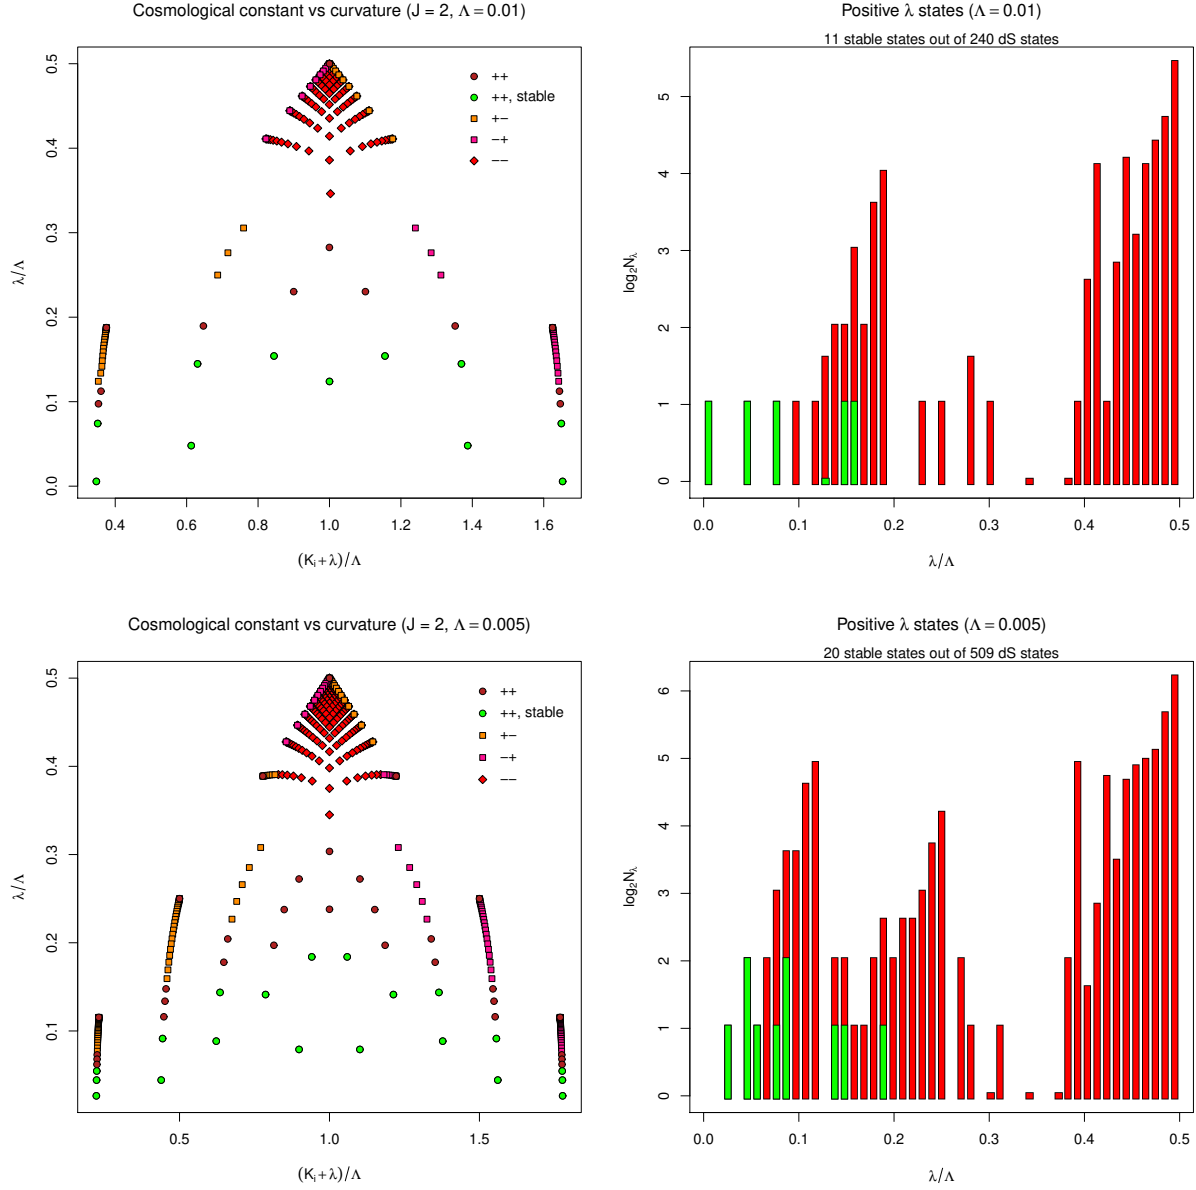 Cosmological constant vs curvature (J = 2, Λ = 0.01)
λ/Λ
0.0 0.1 0.2 0.3 0.4 0.5
++
++, stable
+−
−+
−−
0.4 0.6 0.8 1.0 1.2 1.4 1.6
(Kᵢ+λ)/Λ
Positive λ states (Λ = 0.01)
11 stable states out of 240 dS states
log₂N_λ
0 1 2 3 4 5
0.0 0.1 0.2 0.3 0.4 0.5
λ/Λ
Cosmological constant vs curvature (J = 2, Λ = 0.005)
λ/Λ
0.1 0.2 0.3 0.4 0.5
++
++, stable
+−
−+
−−
0.5 1.0 1.5
(Kᵢ+λ)/Λ
Positive λ states (Λ = 0.005)
20 stable states out of 509 dS states
log₂N_λ
0 1 2 3 4 5 6
0.0 0.1 0.2 0.3 0.4 0.5
λ/Λ